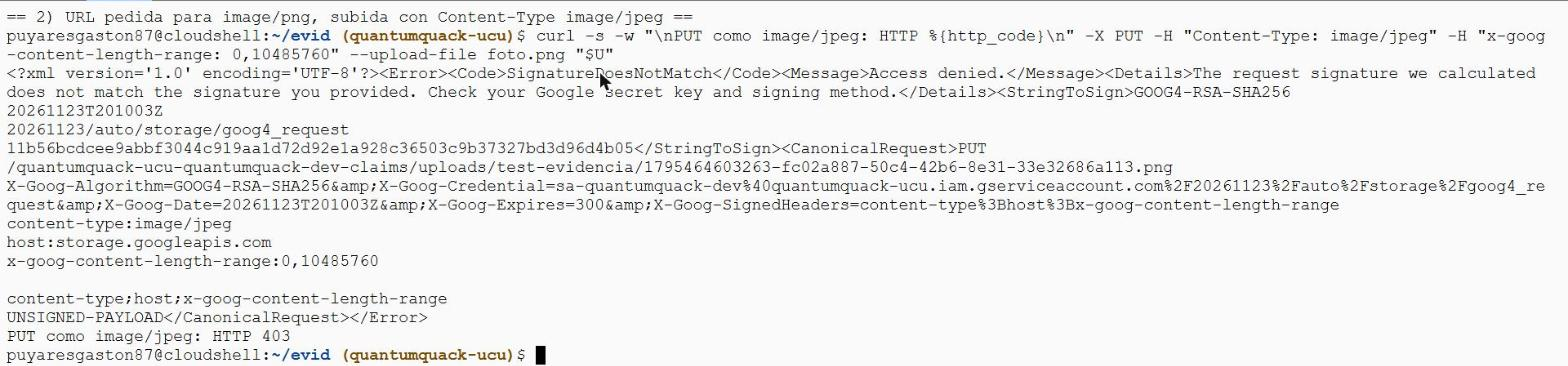 == 2) URL pedida para image/png, subida con Content-Type image/jpeg ==
puyaresgaston87@cloudshell:~/evid (quantumquack-ucu)$ curl -s -w "\nPUT como image/jpeg: HTTP %{http_code}\n" -X PUT -H "Content-Type: image/jpeg" -H "x-goog
-content-length-range: 0,10485760" --upload-file foto.png "$U"
<?xml version='1.0' encoding='UTF-8'?><Error><Code>SignatureDoesNotMatch</Code><Message>Access denied.</Message><Details>The request signature we calculated
does not match the signature you provided. Check your Google secret key and signing method.</Details><StringToSign>GOOG4-RSA-SHA256
20261123T201003Z
20261123/auto/storage/goog4_request
11b56bcdcee9abbf3044c919aa1d72d92e1a928c36503c9b37327bd3d96d4b05</StringToSign><CanonicalRequest>PUT
/quantumquack-ucu-quantumquack-dev-claims/uploads/test-evidencia/1795464603263-fc02a887-50c4-42b6-8e31-33e32686a113.png
X-Goog-Algorithm=GOOG4-RSA-SHA256&amp;X-Goog-Credential=sa-quantumquack-dev%40quantumquack-ucu.iam.gserviceaccount.com%2F20261123%2Fauto%2Fstorage%2Fgoog4_re
quest&amp;X-Goog-Date=20261123T201003Z&amp;X-Goog-Expires=300&amp;X-Goog-SignedHeaders=content-type%3Bhost%3Bx-goog-content-length-range
content-type:image/jpeg
host:storage.googleapis.com
x-goog-content-length-range:0,10485760
content-type;host;x-goog-content-length-range
UNSIGNED-PAYLOAD</CanonicalRequest></Error>
PUT como image/jpeg: HTTP 403
puyaresgaston87@cloudshell:~/evid (quantumquack-ucu)$